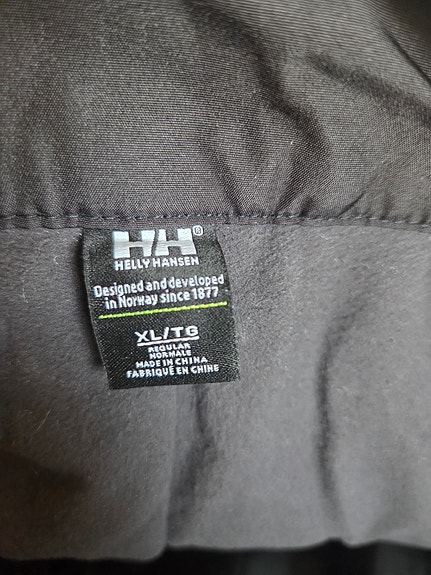 HH®
HELLY HANSEN
Designed and developed
in Norway since 1877
XL/TG
REGULAR
NORMALE
MADE IN CHINA
FABRIQUÉ EN CHINE